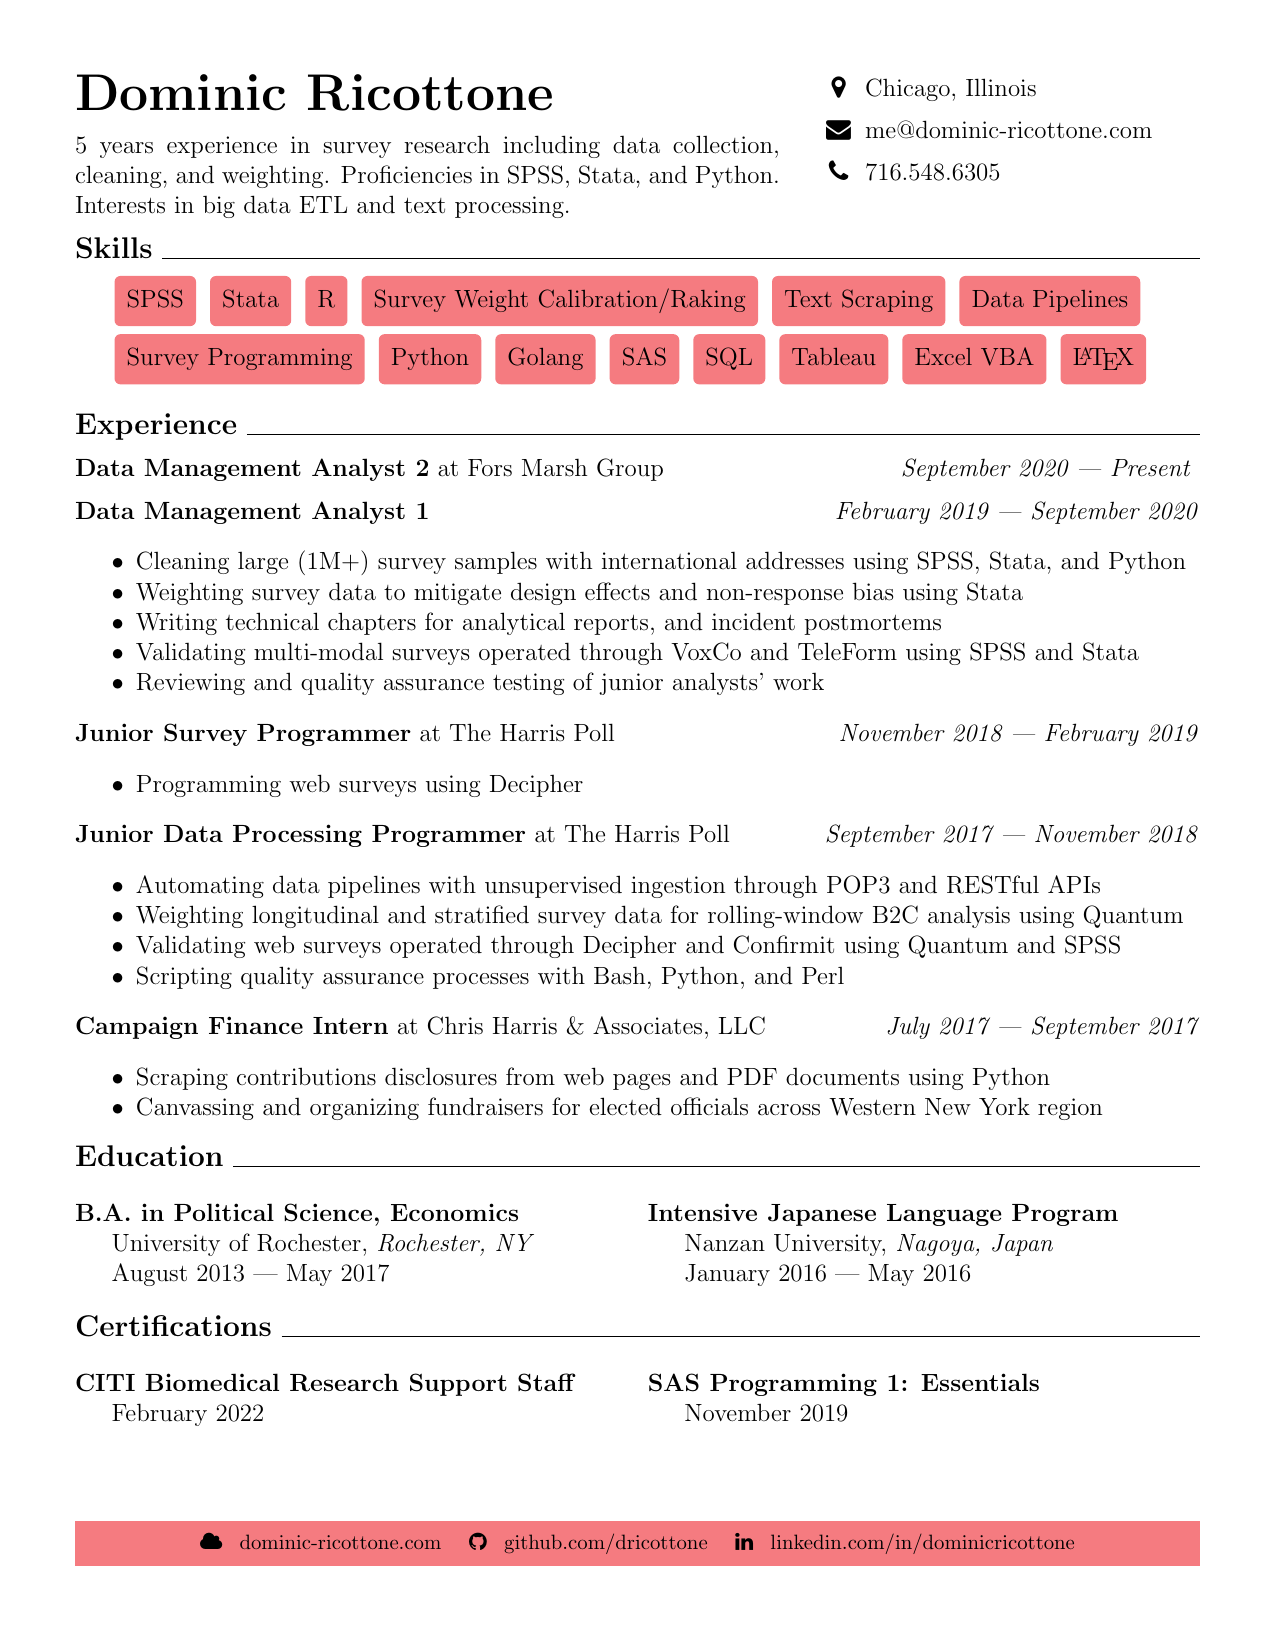 Dominic Ricottone
5 years experience in survey research including data collection,
cleaning, and weighting. Proficiencies in SPSS, Stata, and Python.
Interests in big data ETL and text processing.
Chicago, Illinois
me@dominic-ricottone.com
716.548.6305
Skills
SPSS Stata R Survey Weight Calibration/Raking Text Scraping Data Pipelines
Survey Programming Python Golang SAS SQL Tableau Excel VBA LATEX
Experience
Data Management Analyst 2 at Fors Marsh Group September 2020 — Present
Data Management Analyst 1 February 2019 — September 2020
• Cleaning large (1M+) survey samples with international addresses using SPSS, Stata, and Python
• Weighting survey data to mitigate design effects and non-response bias using Stata
• Writing technical chapters for analytical reports, and incident postmortems
• Validating multi-modal surveys operated through VoxCo and TeleForm using SPSS and Stata
• Reviewing and quality assurance testing of junior analysts' work
Junior Survey Programmer at The Harris Poll November 2018 — February 2019
• Programming web surveys using Decipher
Junior Data Processing Programmer at The Harris Poll September 2017 — November 2018
• Automating data pipelines with unsupervised ingestion through POP3 and RESTful APIs
• Weighting longitudinal and stratified survey data for rolling-window B2C analysis using Quantum
• Validating web surveys operated through Decipher and Confirmit using Quantum and SPSS
• Scripting quality assurance processes with Bash, Python, and Perl
Campaign Finance Intern at Chris Harris & Associates, LLC July 2017 — September 2017
• Scraping contributions disclosures from web pages and PDF documents using Python
• Canvassing and organizing fundraisers for elected officials across Western New York region
Education
B.A. in Political Science, Economics
University of Rochester, Rochester, NY
August 2013 — May 2017
Intensive Japanese Language Program
Nanzan University, Nagoya, Japan
January 2016 — May 2016
Certifications
CITI Biomedical Research Support Staff
February 2022
SAS Programming 1: Essentials
November 2019
dominic-ricottone.com github.com/dricottone linkedin.com/in/dominicricottone